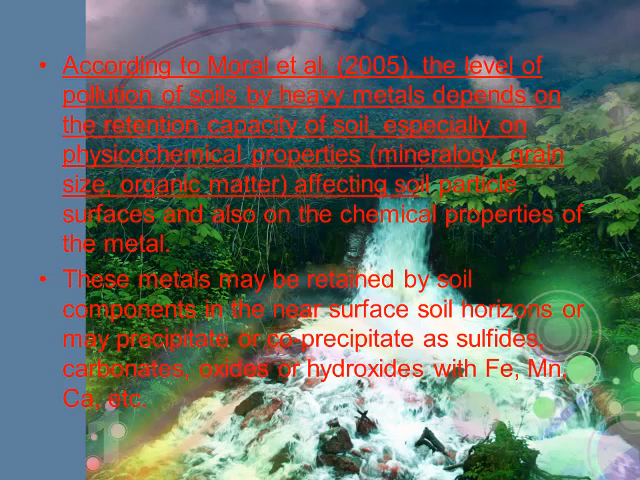 • According to Moral et al. (2005), the level of
pollution of soils by heavy metals depends on
the retention capacity of soil, especially on
physicochemical properties (mineralogy, grain
size, organic matter) affecting soil particle
surfaces and also on the chemical properties of
the metal.
• These metals may be retained by soil
components in the near surface soil horizons or
may precipitate or co-precipitate as sulfides,
carbonates, oxides or hydroxides with Fe, Mn,
Ca, etc.